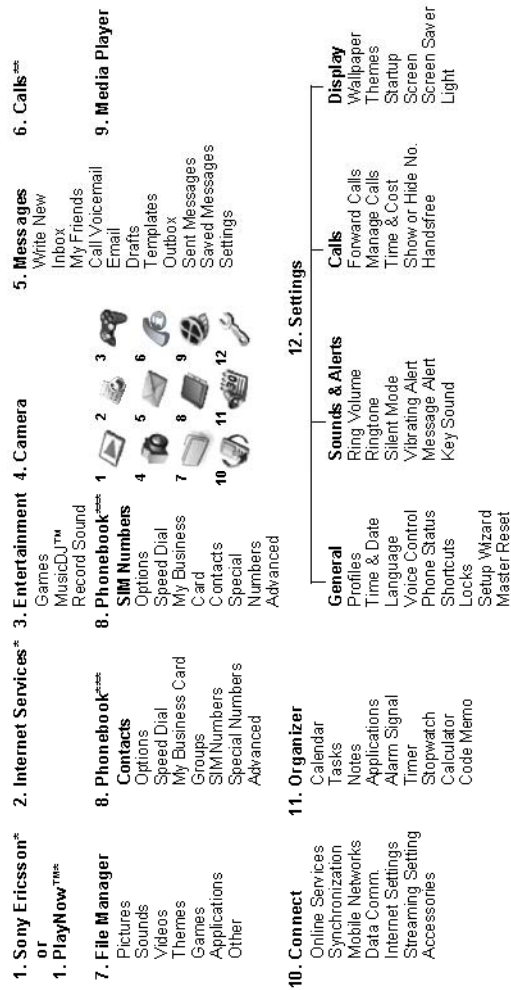 1. Sony Ericsson*
or
1. PlayNow™*
2. Internet Services*
3. Entertainment
Games
MusicDJ™
Record Sound
4. Camera
5. Messages
Write New
Inbox
My Friends
Call Voicemail
Email
Drafts
Templates
Outbox
Sent Messages
Saved Messages
Settings
6. Calls**
7. File Manager
Pictures
Sounds
Videos
Themes
Games
Applications
Other
8. Phonebook***
Contacts
Options
Speed Dial
My Business Card
Groups
SIM Numbers
Special Numbers
Advanced
8. Phonebook***
SIM Numbers
Options
Speed Dial
My Business
Card
Contacts
Special
Numbers
Advanced
1
2
3
4
5
6
7
8
9
10
11
12
9. Media Player
10. Connect
Online Services
Synchronization
Mobile Networks
Data Comm.
Internet Settings
Streaming Setting
Accessories
11. Organizer
Calendar
Tasks
Notes
Applications
Alarm Signal
Timer
Stopwatch
Calculator
Code Memo
12. Settings
General
Profiles
Time & Date
Language
Voice Control
Phone Status
Shortcuts
Locks
Setup Wizard
Master Reset
Sounds & Alerts
Ring Volume
Ringtone
Silent Mode
Vibrating Alert
Message Alert
Key Sound
Calls
Forward Calls
Manage Calls
Time & Cost
Show or Hide No.
Handsfree
Display
Wallpaper
Themes
Startup
Screen
Screen Saver
Light